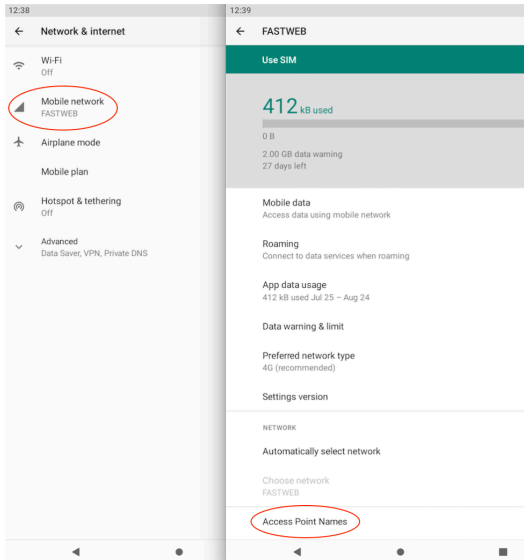 12:38
Network & internet
Wi-Fi
Off
Mobile network
FASTWEB
Airplane mode
Mobile plan
Hotspot & tethering
Off
Advanced
Data Saver, VPN, Private DNS
12:39
FASTWEB
Use SIM
412 kB used
0 B
2.00 GB data warning
27 days left
Mobile data
Access data using mobile network
Roaming
Connect to data services when roaming
App data usage
412 kB used Jul 25 – Aug 24
Data warning & limit
Preferred network type
4G (recommended)
Settings version
NETWORK
Automatically select network
Choose network
FASTWEB
Access Point Names